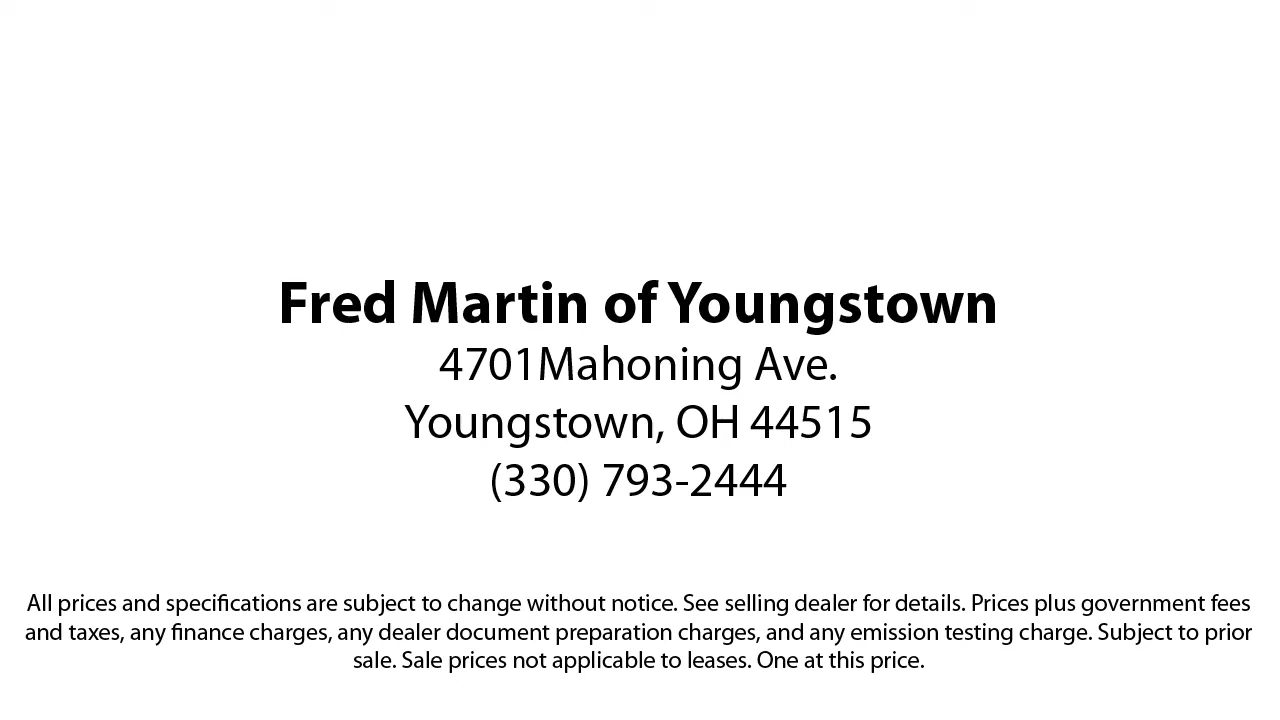 Fred Martin of Youngstown
4701Mahoning Ave.
Youngstown, OH 44515
(330) 793-2444
All prices and specifications are subject to change without notice. See selling dealer for details. Prices plus government fees
and taxes, any finance charges, any dealer document preparation charges, and any emission testing charge. Subject to prior
sale. Sale prices not applicable to leases. One at this price.